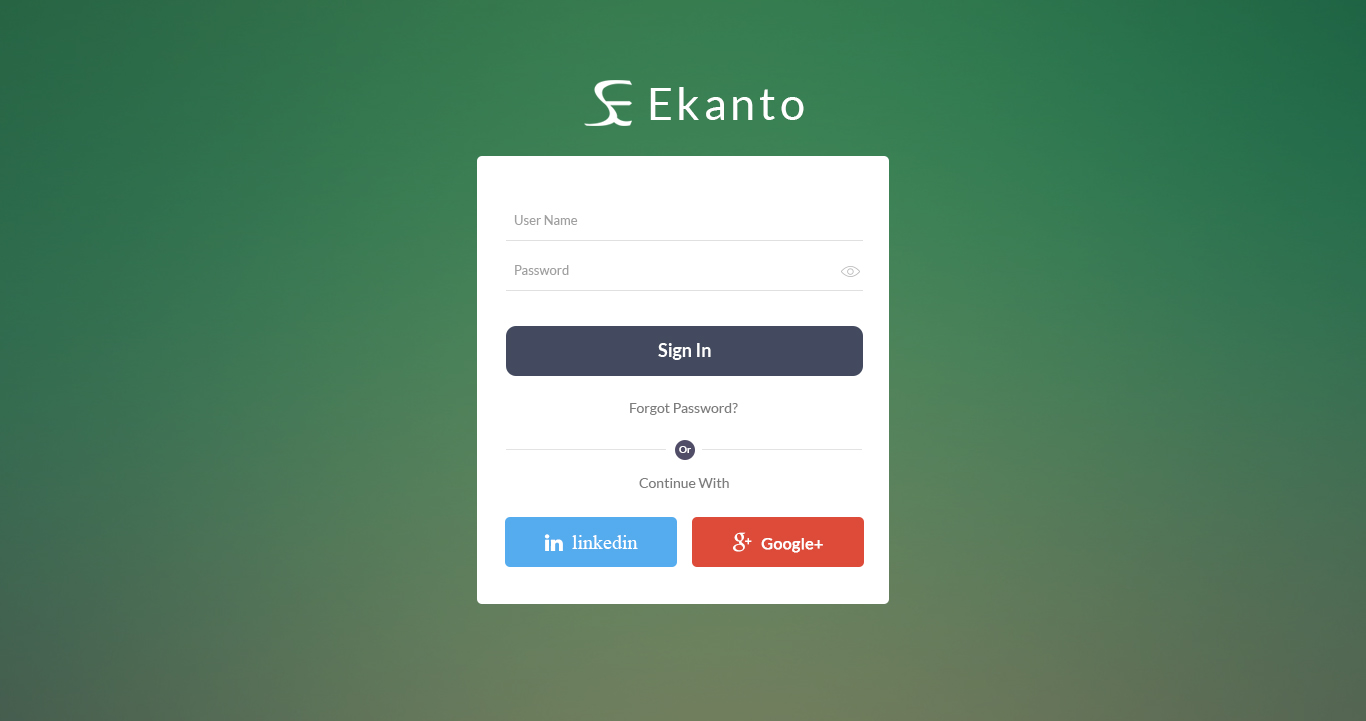 Ekanto
User Name
Password
Sign In
Forgot Password?
Or
Continue With
in linkedin
g+ Google+